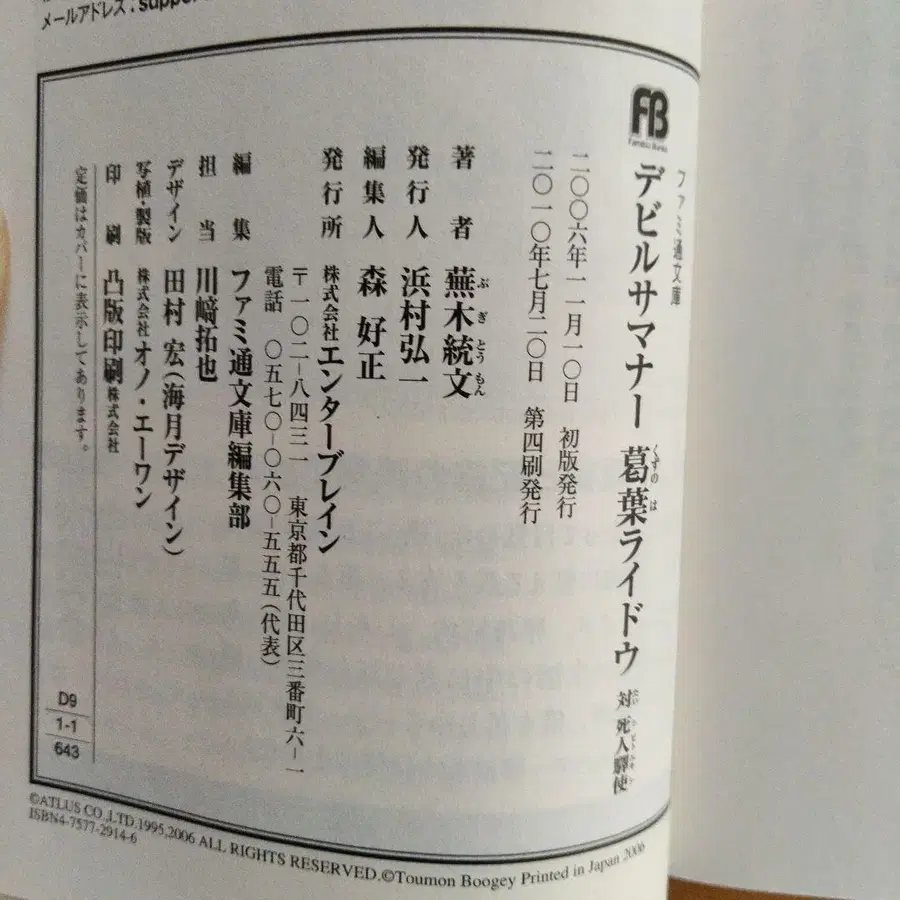 メールアドレス：suppor
FB
ファミ通文庫
デビルサマナー 葛葉ライドウ 対 死人驛使
二〇〇六年一一月一〇日 初版発行
二〇一〇年七月二〇日 第四刷発行
著者 蕪木統文
発行人 浜村弘一
編集人 森 好正
発行所 株式会社エンターブレイン
〒一〇二-八四三一 東京都千代田区三番町六-一
電話 〇五七〇-〇六〇-五五五（代表）
編集 ファミ通文庫編集部
担当 川﨑拓也
デザイン 田村 宏（海月デザイン）
写植・製版 株式会社オノ・エーワン
印刷 凸版印刷株式会社
定価はカバーに表示してあります。
D9
1-1
643
©ATLUS CO.,LTD.1995,2006 ALL RIGHTS RESERVED.©Toumon Boogey Printed in Japan 2006
ISBN4-7577-2914-6